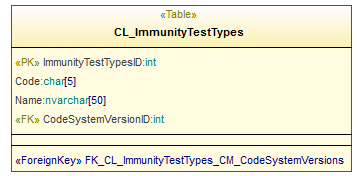 «Table»
CL_ImmunityTestTypes
«PK» ImmunityTestTypesID:int
Code:char[5]
Name:nvarchar[50]
«FK» CodeSystemVersionID:int
«ForeignKey» FK_CL_ImmunityTestTypes_CM_CodeSystemVersions